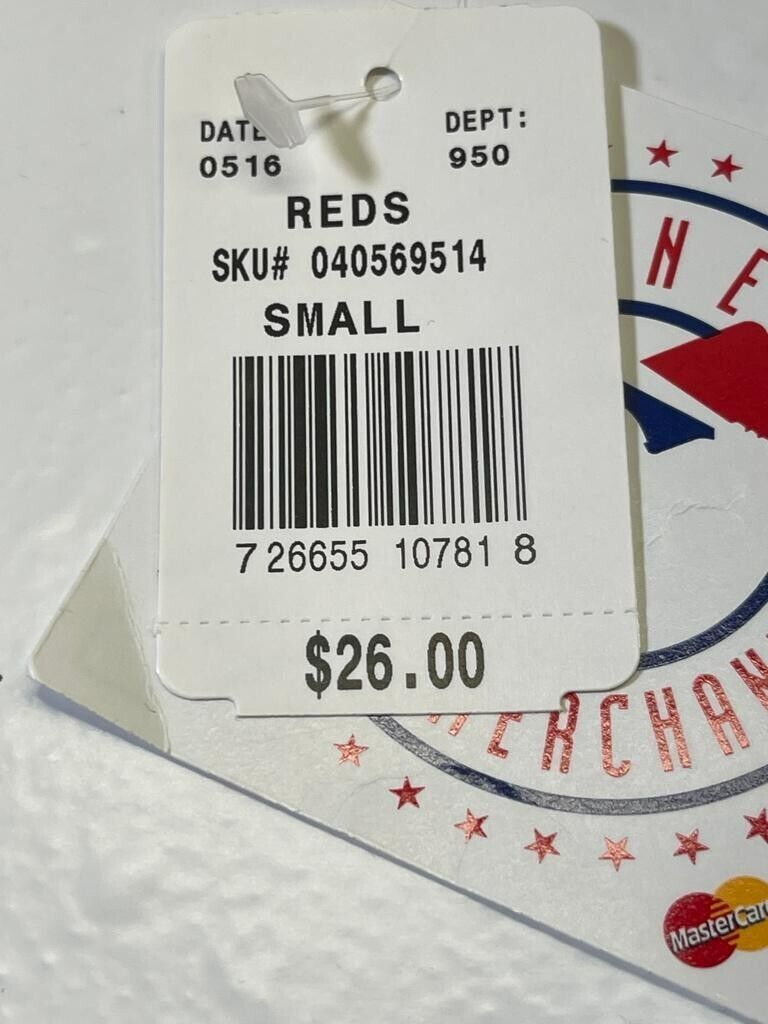 DATE DEPT:
0516 950
REDS
SKU# 040569514
SMALL
7 26655 10781 8
$26.00
MasterCard